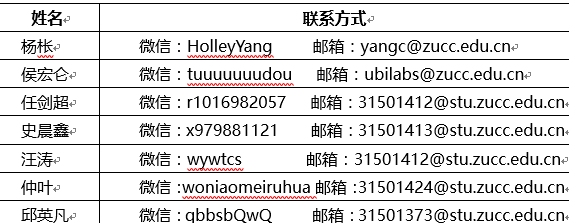 姓名 联系方式
杨枨 微信：HolleyYang 邮箱：yangc@zucc.edu.cn
侯宏仑 微信：tuuuuuuudou 邮箱：ubilabs@zucc.edu.cn
任剑超 微信：r1016982057 邮箱：31501412@stu.zucc.edu.cn
史晨鑫 微信：x979881121 邮箱：31501413@stu.zucc.edu.cn
汪涛 微信：wywtcs 邮箱：31501412@stu.zucc.edu.cn
仲叶 微信：woniaomeiruhua 邮箱：31501424@stu.zucc.edu.cn
邱英凡 微信：qbbsbQwQ 邮箱：31501373@stu.zucc.edu.cn